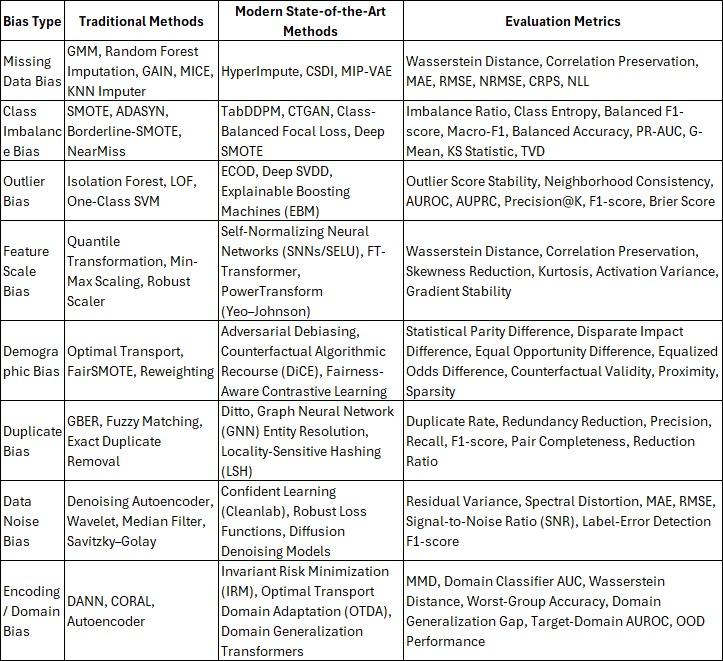 Bias Type
Traditional Methods
Modern State-of-the-Art
Methods
Evaluation Metrics
Missing
Data Bias
GMM, Random Forest
Imputation, GAIN, MICE,
KNN Imputer
HyperImpute, CSDI, MIP-VAE
Wasserstein Distance, Correlation Preservation,
MAE, RMSE, NRMSE, CRPS, NLL
Class
Imbalanc
e Bias
SMOTE, ADASYN,
Borderline-SMOTE,
NearMiss
TabDDPM, CTGAN, Class-
Balanced Focal Loss, Deep
SMOTE
Imbalance Ratio, Class Entropy, Balanced F1-
score, Macro-F1, Balanced Accuracy, PR-AUC, G-
Mean, KS Statistic, TVD
Outlier
Bias
Isolation Forest, LOF,
One-Class SVM
ECOD, Deep SVDD,
Explainable Boosting
Machines (EBM)
Outlier Score Stability, Neighborhood Consistency,
AUROC, AUPRC, Precision@K, F1-score, Brier Score
Feature
Scale
Bias
Quantile
Transformation, Min-
Max Scaling, Robust
Scaler
Self-Normalizing Neural
Networks (SNNs/SELU), FT-
Transformer,
PowerTransform
(Yeo–Johnson)
Wasserstein Distance, Correlation Preservation,
Skewness Reduction, Kurtosis, Activation Variance,
Gradient Stability
Demogra
phic Bias
Optimal Transport,
FairSMOTE, Reweighting
Adversarial Debiasing,
Counterfactual Algorithmic
Recourse (DiCE), Fairness-
Aware Contrastive Learning
Statistical Parity Difference, Disparate Impact
Difference, Equal Opportunity Difference, Equalized
Odds Difference, Counterfactual Validity, Proximity,
Sparsity
Duplicate
Bias
GBER, Fuzzy Matching,
Exact Duplicate
Removal
Ditto, Graph Neural Network
(GNN) Entity Resolution,
Locality-Sensitive Hashing
(LSH)
Duplicate Rate, Redundancy Reduction, Precision,
Recall, F1-score, Pair Completeness, Reduction
Ratio
Data
Noise
Bias
Denoising Autoencoder,
Wavelet, Median Filter,
Savitzky–Golay
Confident Learning
(Cleanlab), Robust Loss
Functions, Diffusion
Denoising Models
Residual Variance, Spectral Distortion, MAE, RMSE,
Signal-to-Noise Ratio (SNR), Label-Error Detection
F1-score
Encoding
/ Domain
Bias
DANN, CORAL,
Autoencoder
Invariant Risk Minimization
(IRM), Optimal Transport
Domain Adaptation (OTDA),
Domain Generalization
Transformers
MMD, Domain Classifier AUC, Wasserstein
Distance, Worst-Group Accuracy, Domain
Generalization Gap, Target-Domain AUROC, OOD
Performance